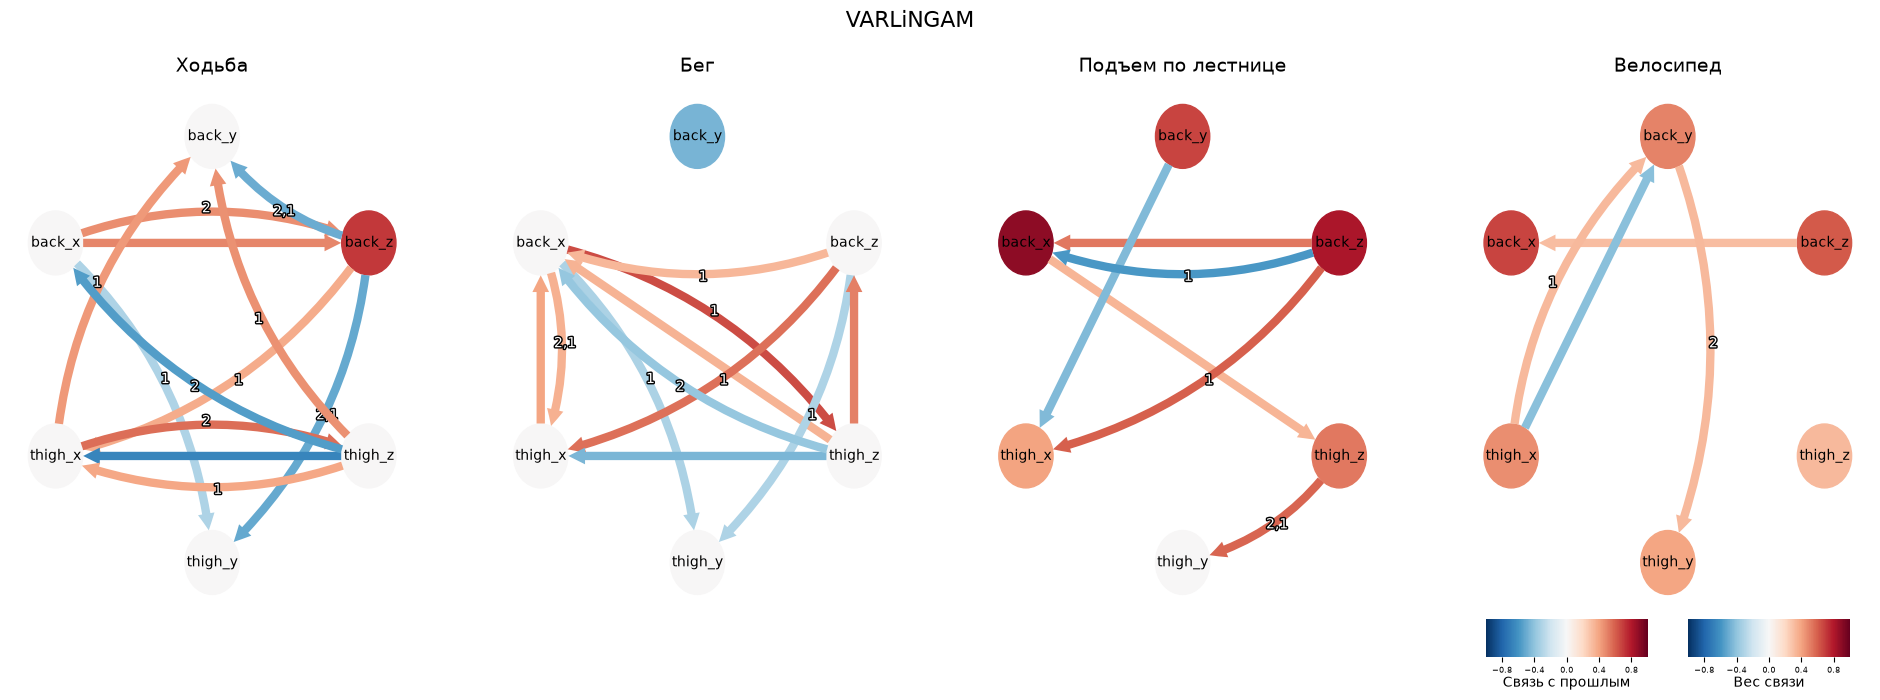 VARLiNGAM
Ходьба
Бег
Подъем по лестнице
Велосипед
back_y
back_x
back_z
thigh_x
thigh_z
thigh_y
2
2,1
1
1
1
2
1
2,1
2
1
back_y
back_x
back_z
thigh_x
thigh_z
thigh_y
1
1
2,1
1
2
1
1
back_y
back_x
back_z
thigh_x
thigh_z
thigh_y
1
1
2,1
back_y
back_x
back_z
thigh_x
thigh_z
thigh_y
1
2
−0.8 −0.4 0.0 0.4 0.8
Связь с прошлым
−0.8 −0.4 0.0 0.4 0.8
Вес связи